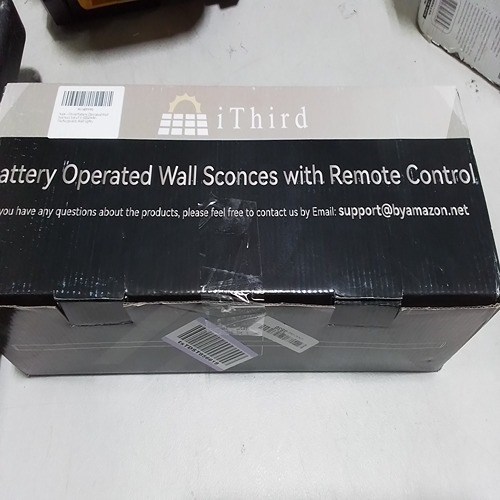 iThird
attery Operated Wall Sconces with Remote Control
you have any questions about the products, please feel free to contact us by Email: support@byamazon.net